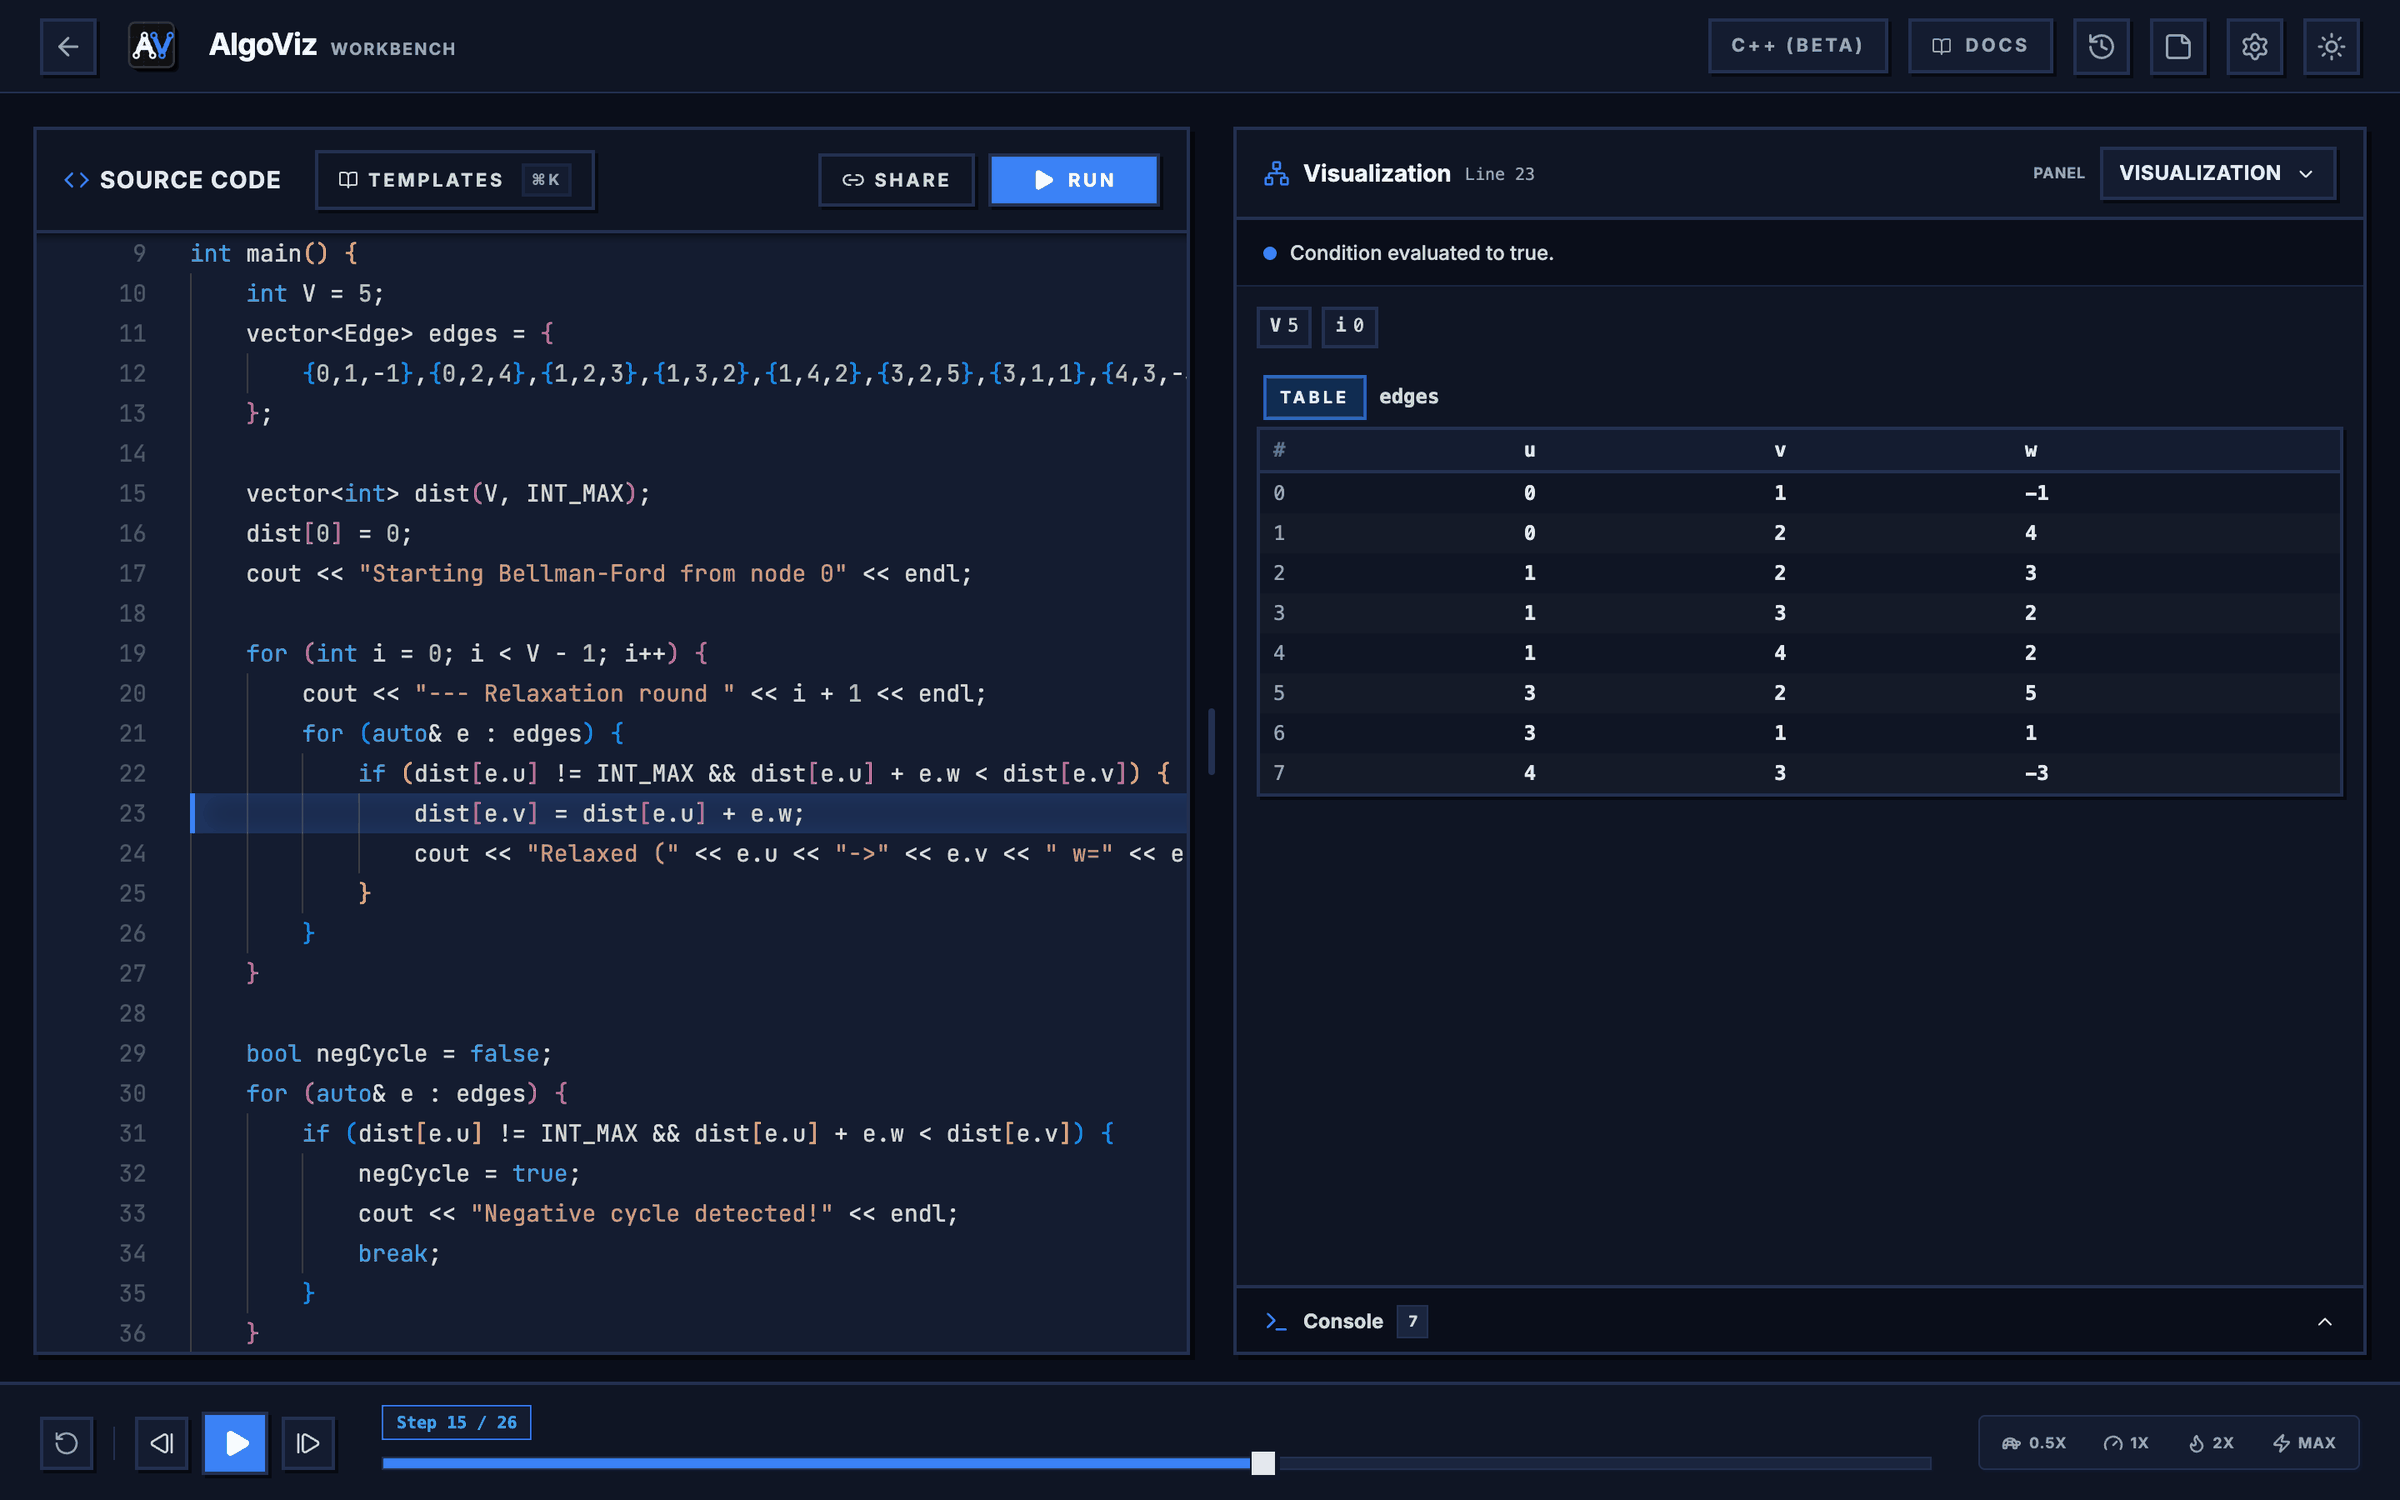 AlgoViz WORKBENCH
C++ (BETA)
DOCS
SOURCE CODE
TEMPLATES ⌘K
SHARE
RUN
9 int main() {
10 int V = 5;
11 vector<Edge> edges = {
12 {0,1,-1},{0,2,4},{1,2,3},{1,3,2},{1,4,2},{3,2,5},{3,1,1},{4,3,-
13 };
14
15 vector<int> dist(V, INT_MAX);
16 dist[0] = 0;
17 cout << "Starting Bellman-Ford from node 0" << endl;
18
19 for (int i = 0; i < V - 1; i++) {
20 cout << "--- Relaxation round " << i + 1 << endl;
21 for (auto& e : edges) {
22 if (dist[e.u] != INT_MAX && dist[e.u] + e.w < dist[e.v]) {
23 dist[e.v] = dist[e.u] + e.w;
24 cout << "Relaxed (" << e.u << "->" << e.v << " w=" << e
25 }
26 }
27 }
28
29 bool negCycle = false;
30 for (auto& e : edges) {
31 if (dist[e.u] != INT_MAX && dist[e.u] + e.w < dist[e.v]) {
32 negCycle = true;
33 cout << "Negative cycle detected!" << endl;
34 break;
35 }
36 }
Visualization Line 23
PANEL VISUALIZATION
Condition evaluated to true.
V 5 i 0
TABLE edges
# u v w
0 0 1 −1
1 0 2 4
2 1 2 3
3 1 3 2
4 1 4 2
5 3 2 5
6 3 1 1
7 4 3 −3
Console 7
Step 15 / 26
0.5X 1X 2X MAX